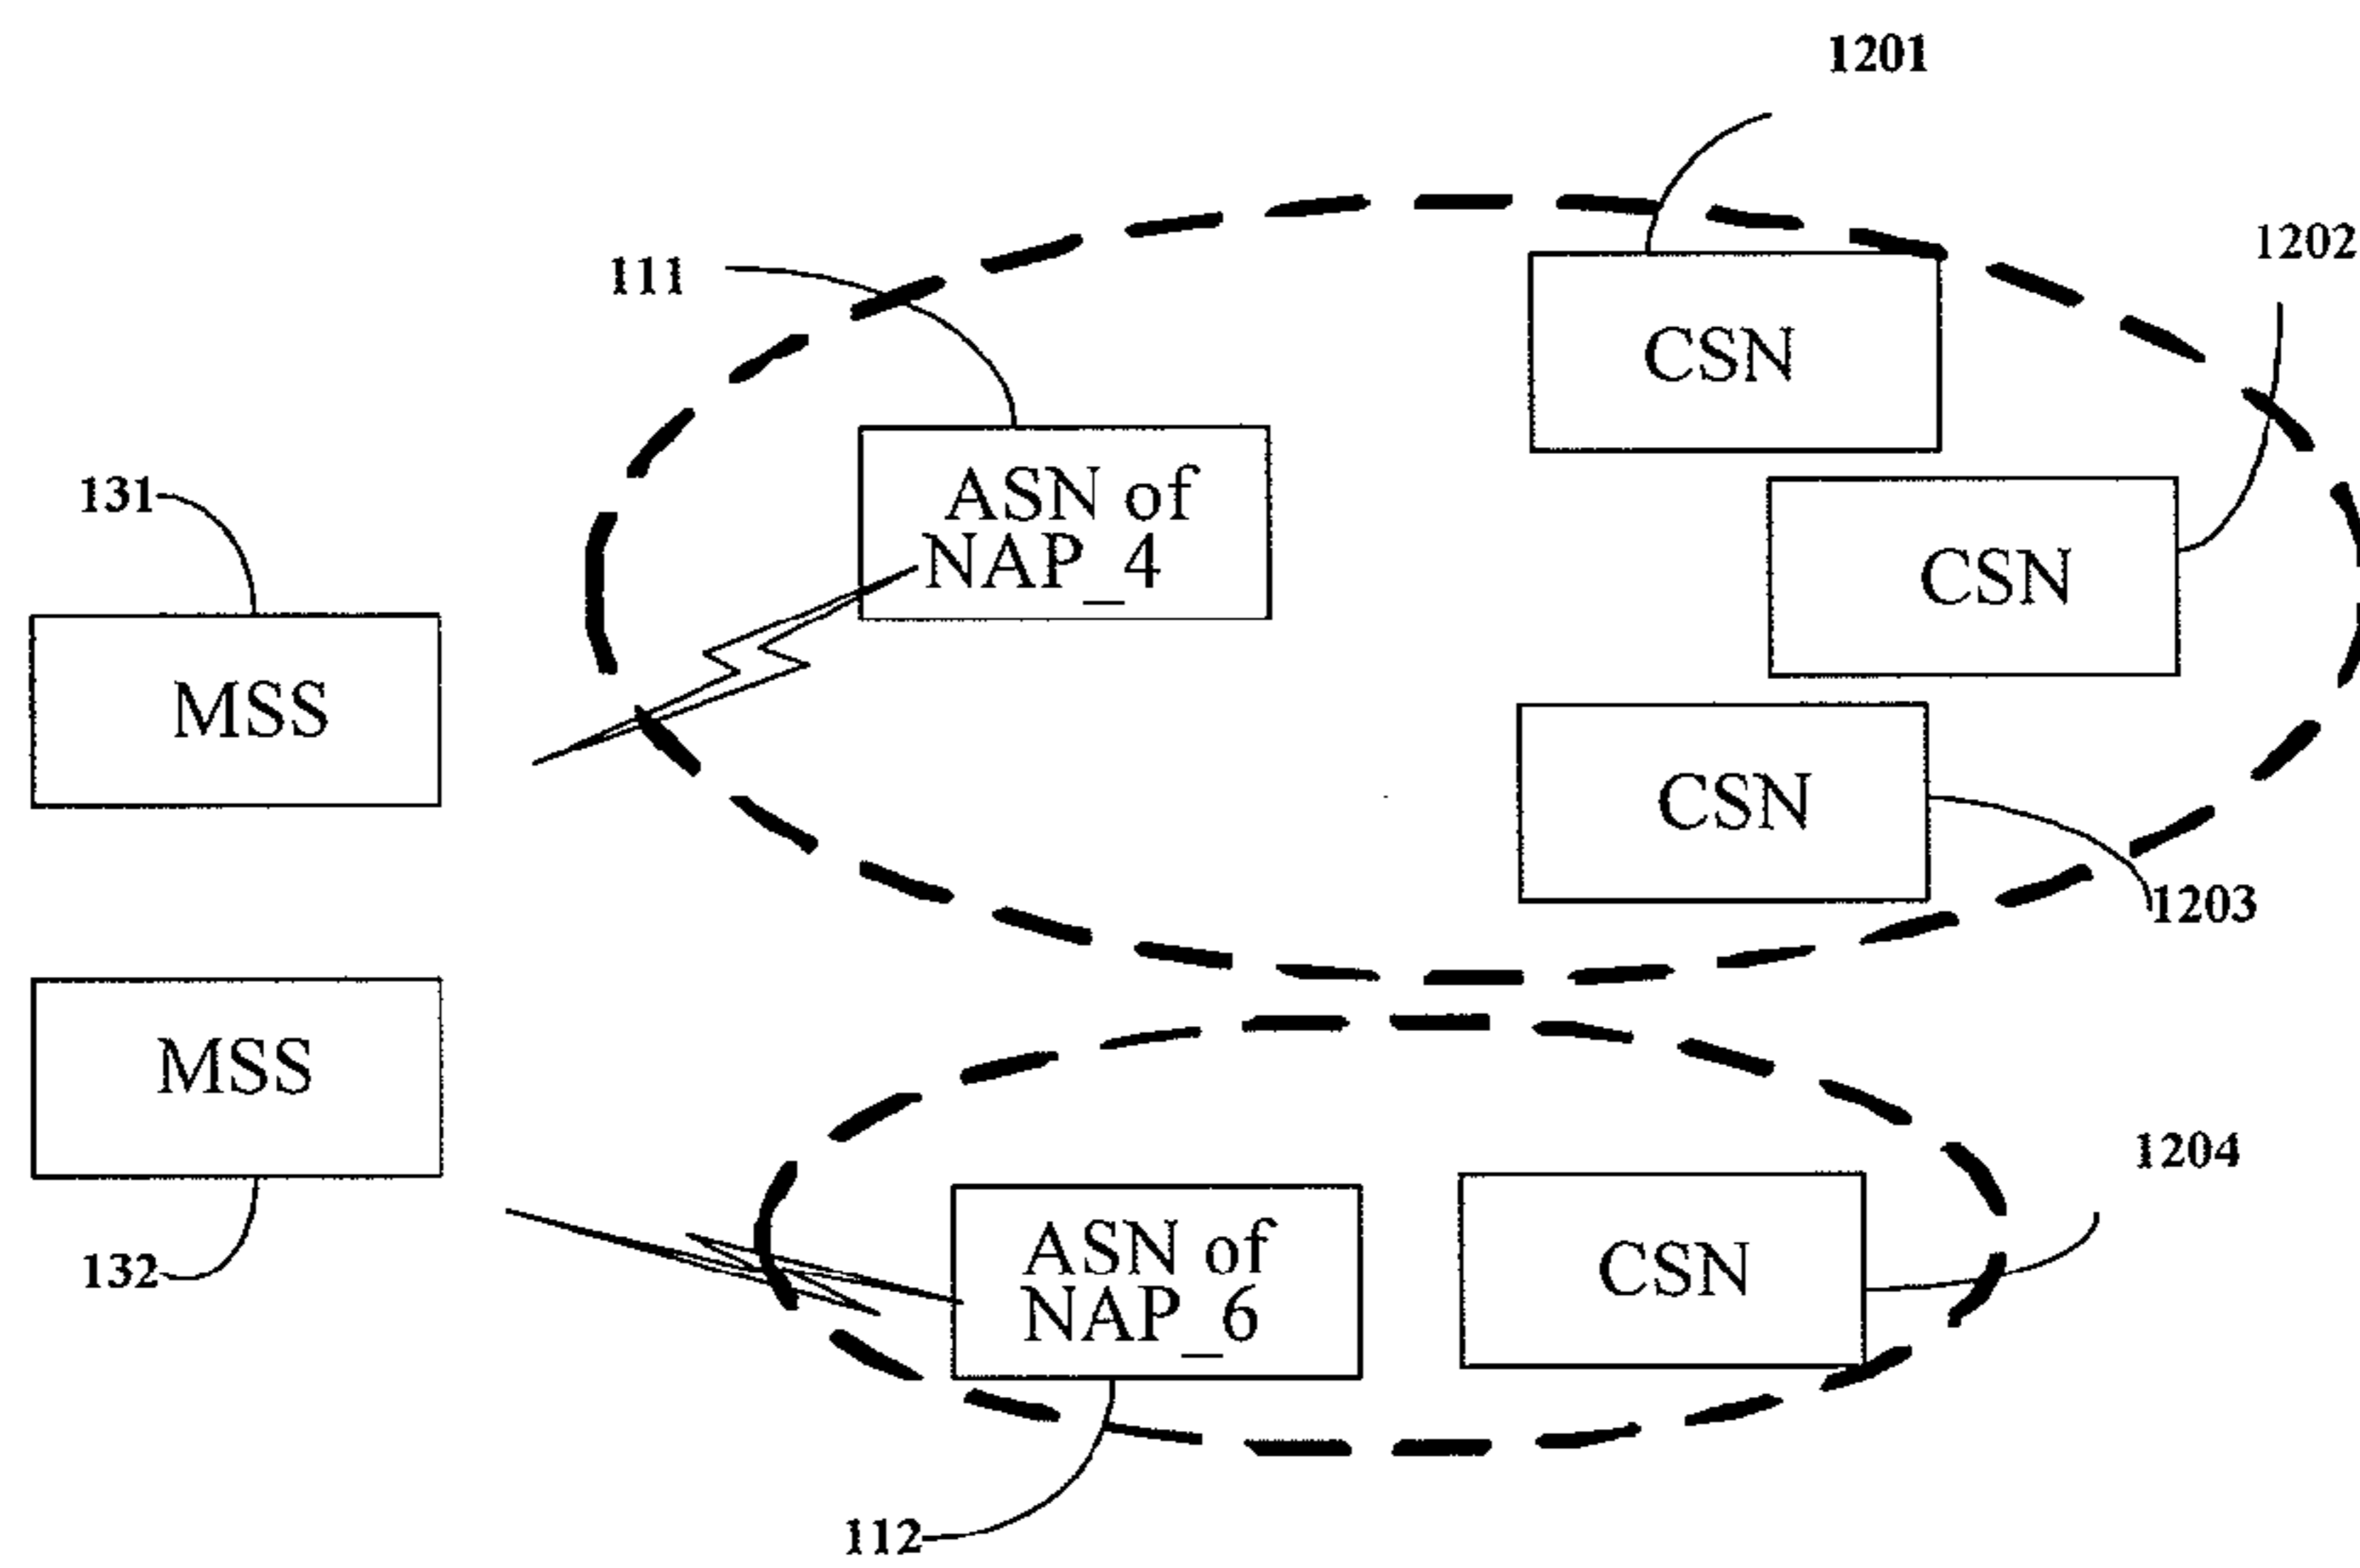 1201
1202
111
CSN
ASN of
NAP_4
131
CSN
MSS
CSN
1203
MSS
1204
132
ASN of
NAP_6
CSN
112